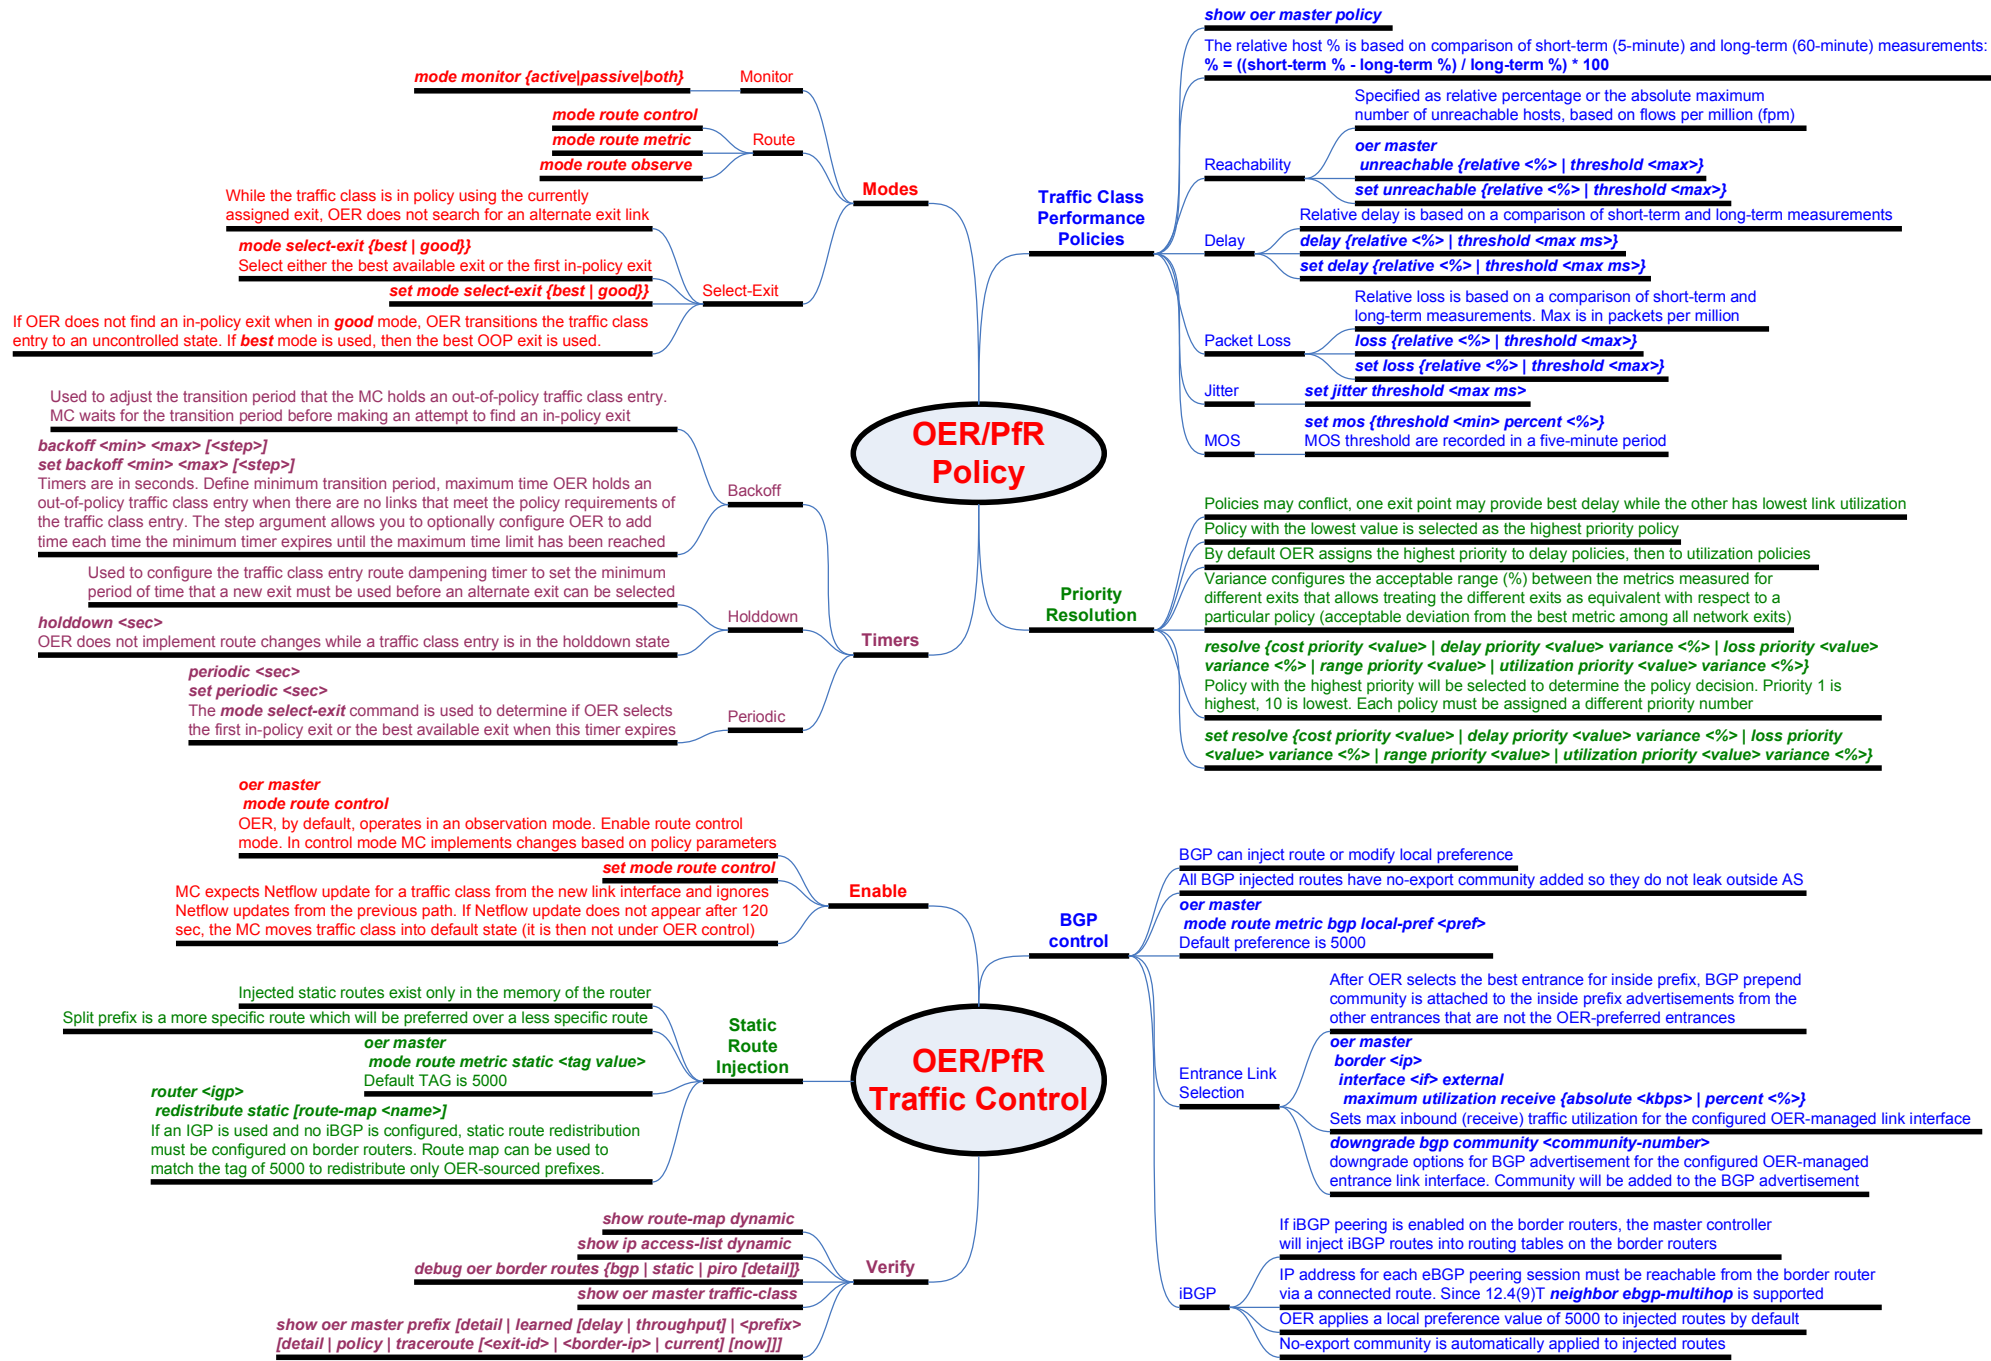 show oer master policy
The relative host % is based on comparison of short-term (5-minute) and long-term (60-minute) measurements:
% = ((short-term % - long-term %) / long-term %) * 100
mode monitor {active|passive|both}
Monitor
mode route control
mode route metric
mode route observe
Route
Modes
While the traffic class is in policy using the currently
assigned exit, OER does not search for an alternate exit link
mode select-exit {best | good}}
Select either the best available exit or the first in-policy exit
set mode select-exit {best | good}}
Select-Exit
If OER does not find an in-policy exit when in good mode, OER transitions the traffic class
entry to an uncontrolled state. If best mode is used, then the best OOP exit is used.
Traffic Class
Performance
Policies
Specified as relative percentage or the absolute maximum
number of unreachable hosts, based on flows per million (fpm)
Reachability
oer master
unreachable {relative <%> | threshold <max>}
set unreachable {relative <%> | threshold <max>}
Relative delay is based on a comparison of short-term and long-term measurements
Delay
delay {relative <%> | threshold <max ms>}
set delay {relative <%> | threshold <max ms>}
Relative loss is based on a comparison of short-term and
long-term measurements. Max is in packets per million
Packet Loss
loss {relative <%> | threshold <max>}
set loss {relative <%> | threshold <max>}
Jitter
set jitter threshold <max ms>
MOS
set mos {threshold <min> percent <%>}
MOS threshold are recorded in a five-minute period
OER/PfR
Policy
Used to adjust the transition period that the MC holds an out-of-policy traffic class entry.
MC waits for the transition period before making an attempt to find an in-policy exit
backoff <min> <max> [<step>]
set backoff <min> <max> [<step>]
Timers are in seconds. Define minimum transition period, maximum time OER holds an
out-of-policy traffic class entry when there are no links that meet the policy requirements of
the traffic class entry. The step argument allows you to optionally configure OER to add
time each time the minimum timer expires until the maximum time limit has been reached
Backoff
Used to configure the traffic class entry route dampening timer to set the minimum
period of time that a new exit must be used before an alternate exit can be selected
holddown <sec>
OER does not implement route changes while a traffic class entry is in the holddown state
Holddown
Timers
periodic <sec>
set periodic <sec>
The mode select-exit command is used to determine if OER selects
the first in-policy exit or the best available exit when this timer expires
Periodic
Policies may conflict, one exit point may provide best delay while the other has lowest link utilization
Policy with the lowest value is selected as the highest priority policy
By default OER assigns the highest priority to delay policies, then to utilization policies
Variance configures the acceptable range (%) between the metrics measured for
different exits that allows treating the different exits as equivalent with respect to a
particular policy (acceptable deviation from the best metric among all network exits)
Priority
Resolution
resolve {cost priority <value> | delay priority <value> variance <%> | loss priority <value>
variance <%> | range priority <value> | utilization priority <value> variance <%>}
Policy with the highest priority will be selected to determine the policy decision. Priority 1 is
highest, 10 is lowest. Each policy must be assigned a different priority number
set resolve {cost priority <value> | delay priority <value> variance <%> | loss priority
<value> variance <%> | range priority <value> | utilization priority <value> variance <%>}
oer master
mode route control
OER, by default, operates in an observation mode. Enable route control
mode. In control mode MC implements changes based on policy parameters
set mode route control
MC expects Netflow update for a traffic class from the new link interface and ignores
Netflow updates from the previous path. If Netflow update does not appear after 120
sec, the MC moves traffic class into default state (it is then not under OER control)
Enable
Injected static routes exist only in the memory of the router
Split prefix is a more specific route which will be preferred over a less specific route
oer master
mode route metric static <tag value>
Default TAG is 5000
Static
Route
Injection
router <igp>
redistribute static [route-map <name>]
If an IGP is used and no iBGP is configured, static route redistribution
must be configured on border routers. Route map can be used to
match the tag of 5000 to redistribute only OER-sourced prefixes.
OER/PfR
Traffic Control
show route-map dynamic
show ip access-list dynamic
debug oer border routes {bgp | static | piro [detail]}
show oer master traffic-class
show oer master prefix [detail | learned [delay | throughput] | <prefix>
[detail | policy | traceroute [<exit-id> | <border-ip> | current] [now]]]
Verify
BGP can inject route or modify local preference
All BGP injected routes have no-export community added so they do not leak outside AS
oer master
mode route metric bgp local-pref <pref>
Default preference is 5000
BGP
control
After OER selects the best entrance for inside prefix, BGP prepend
community is attached to the inside prefix advertisements from the
other entrances that are not the OER-preferred entrances
oer master
border <ip>
interface <if> external
maximum utilization receive {absolute <kbps> | percent <%>}
Sets max inbound (receive) traffic utilization for the configured OER-managed link interface
Entrance Link
Selection
downgrade bgp community <community-number>
downgrade options for BGP advertisement for the configured OER-managed
entrance link interface. Community will be added to the BGP advertisement
If iBGP peering is enabled on the border routers, the master controller
will inject iBGP routes into routing tables on the border routers
IP address for each eBGP peering session must be reachable from the border router
via a connected route. Since 12.4(9)T neighbor ebgp-multihop is supported
iBGP
OER applies a local preference value of 5000 to injected routes by default
No-export community is automatically applied to injected routes